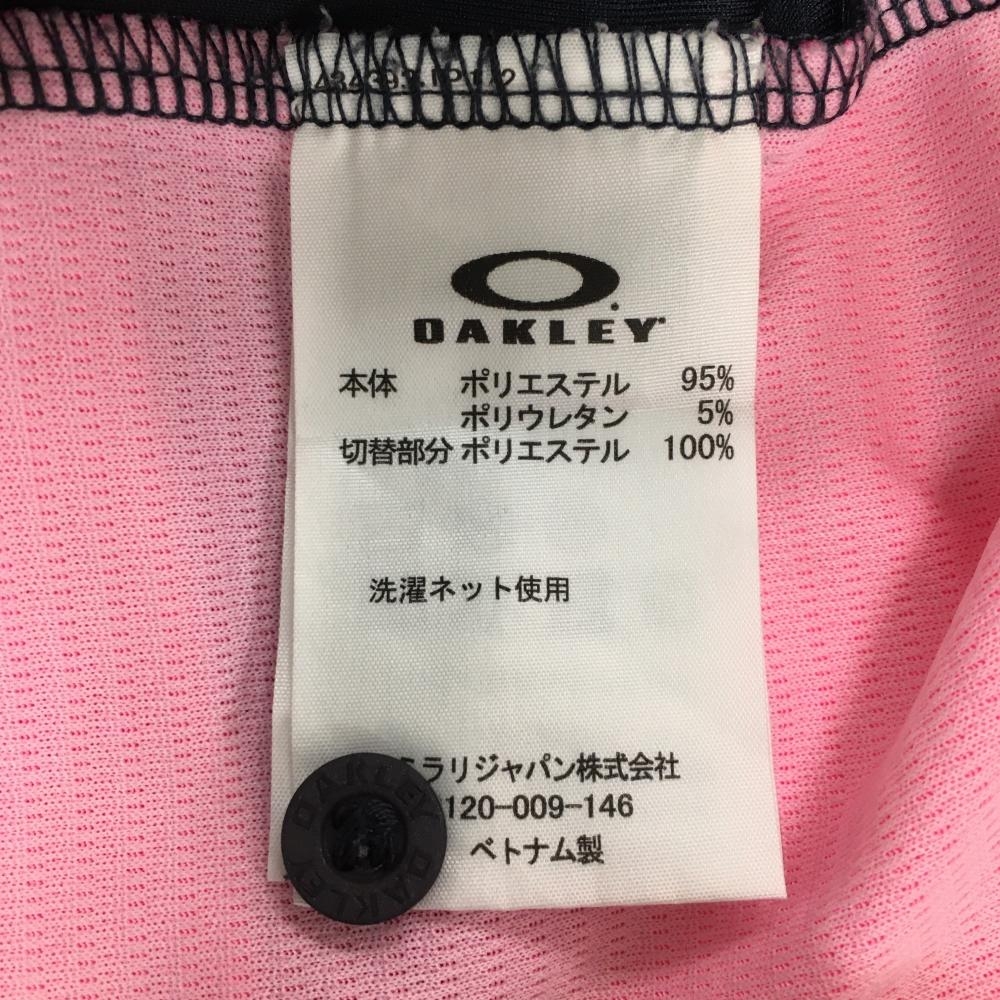 OAKLEY
本体 ポリエステル 95%
ポリウレタン 5%
切替部分 ポリエステル 100%
洗濯ネット使用
ラリジャパン株式会社
120-009-146
ベトナム製
OAKLEY OAKLEY